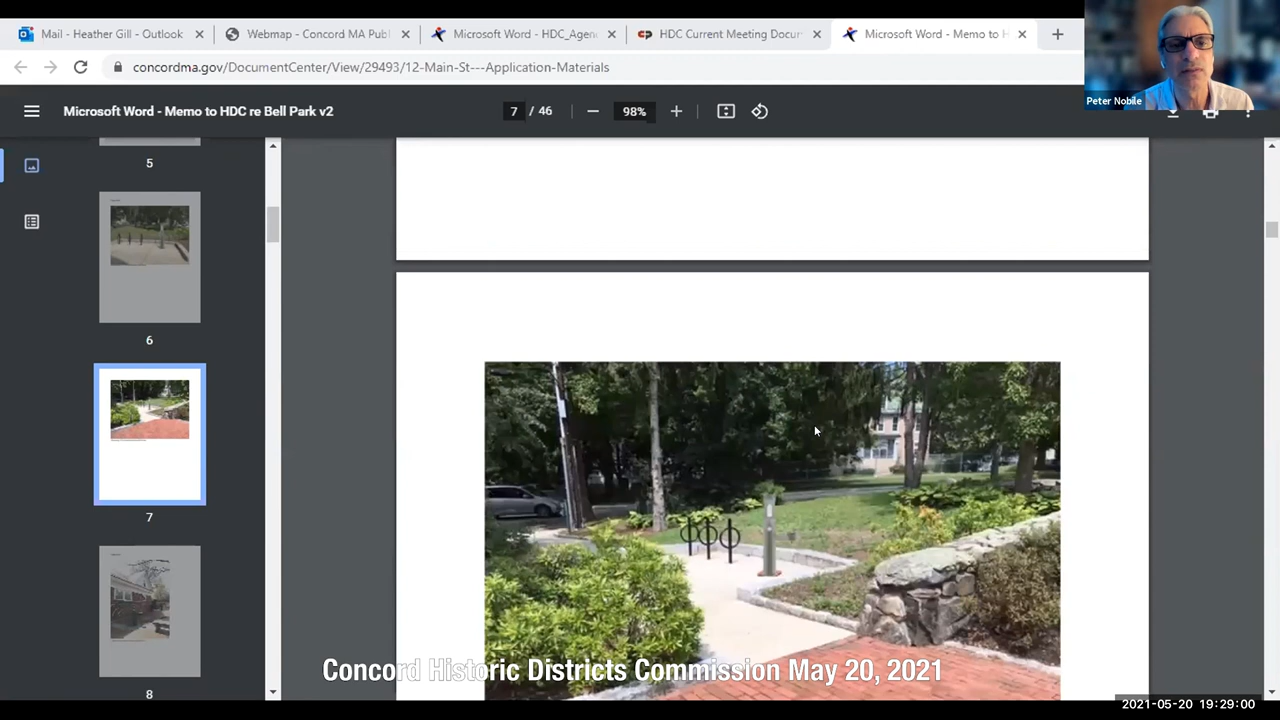 Mail - Heather Gill - Outlook
Webmap - Concord MA Publ
Microsoft Word - HDC_Agen
HDC Current Meeting Docum
Microsoft Word - Memo to H
concordma.gov/DocumentCenter/View/29493/12-Main-St---Application-Materials
Peter Nobile
Microsoft Word - Memo to HDC re Bell Park v2
7 / 46
98%
5
6
7
8
Concord Historic Districts Commission May 20, 2021
2021-05-20 19:29:00